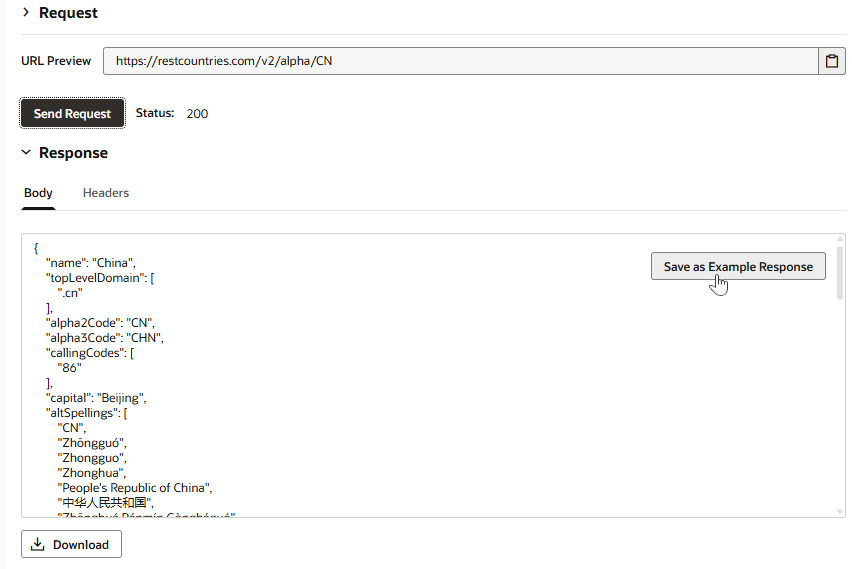 Request
URL Preview
https://restcountries.com/v2/alpha/CN
Send Request
Status: 200
Response
Body Headers
Save as Example Response
{
"name": "China",
"topLevelDomain": [
".cn"
],
"alpha2Code": "CN",
"alpha3Code": "CHN",
"callingCodes": [
"86"
],
"capital": "Beijing",
"altSpellings": [
"CN",
"Zhōngguó",
"Zhongguo",
"Zhonghua",
"People's Republic of China",
"中华人民共和国",
Download